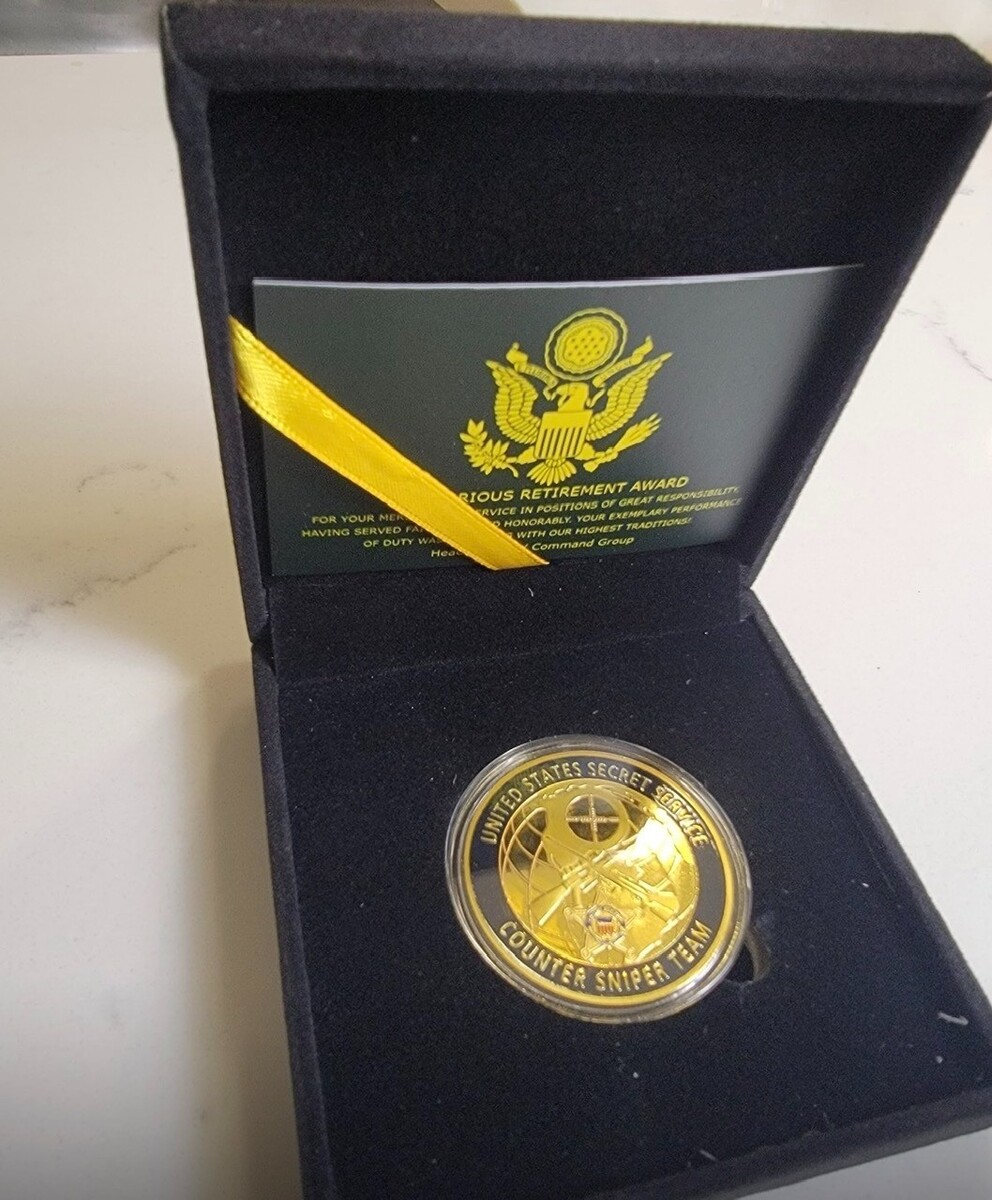 RIOUS RETIREMENT AWARD
FOR YOUR MER SERVICE IN POSITIONS OF GREAT RESPONSIBILITY,
HAVING SERVED FA D HONORABLY. YOUR EXEMPLARY PERFORMANCE
OF DUTY WAS WITH OUR HIGHEST TRADITIONS!
Hea Command Group
UNITED STATES SECRET SERVICE
COUNTER SNIPER TEAM